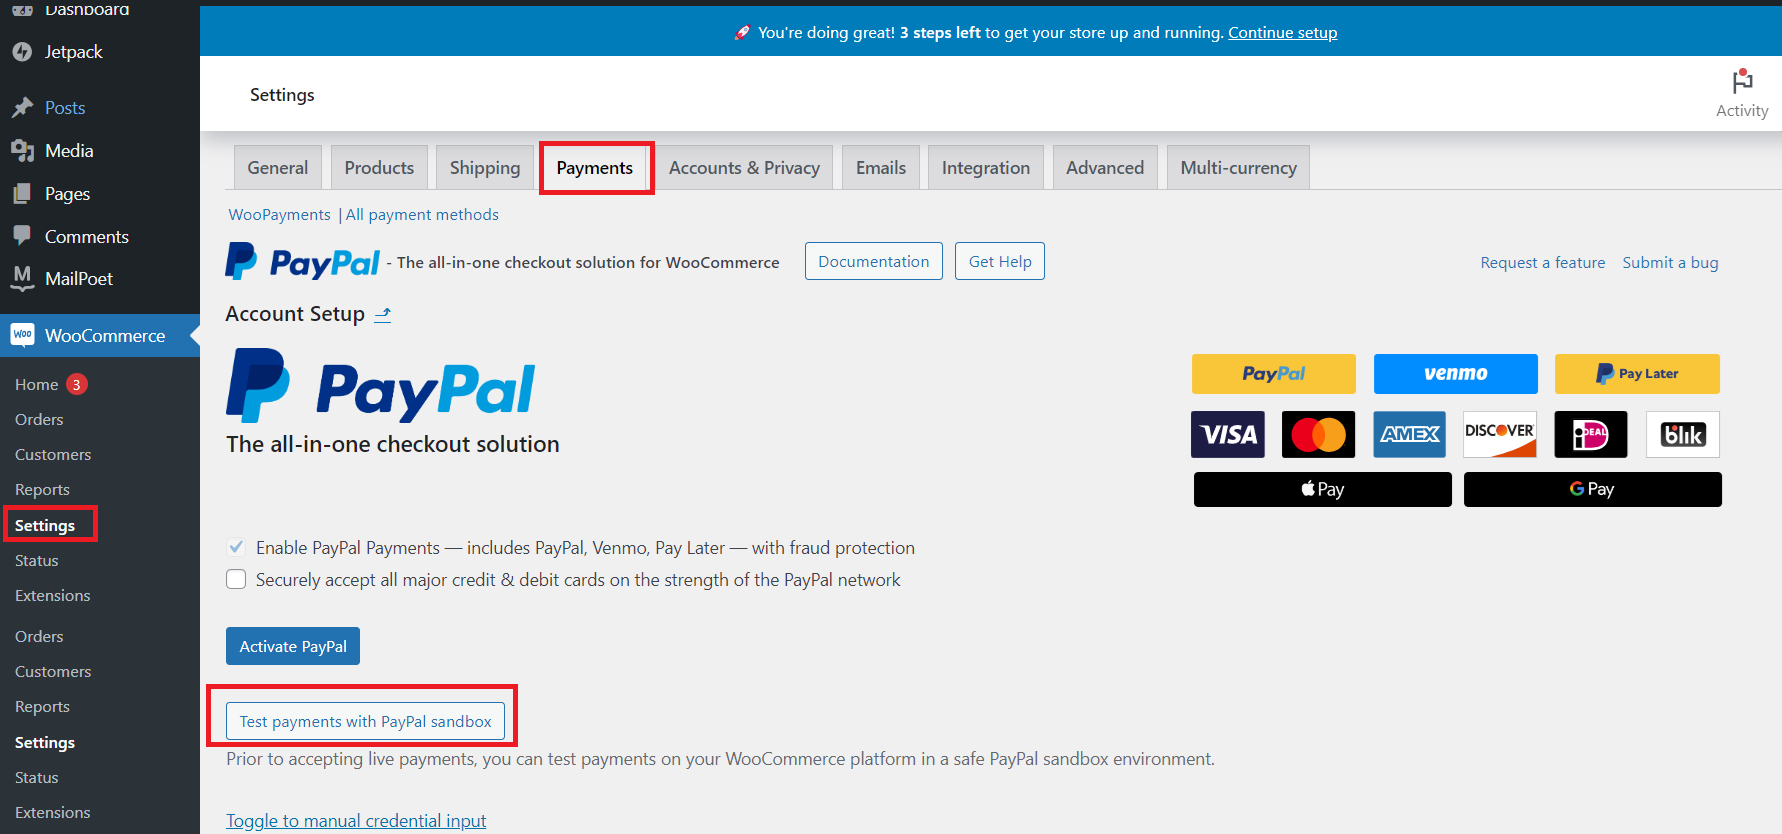 Dashboard
Jetpack
Posts
Media
Pages
Comments
MailPoet
Woo WooCommerce
Home 3
Orders
Customers
Reports
Settings
Status
Extensions
Orders
Customers
Reports
Settings
Status
Extensions
You're doing great! 3 steps left to get your store up and running. Continue setup
Settings
Activity
General Products Shipping Payments Accounts & Privacy Emails Integration Advanced Multi-currency
WooPayments | All payment methods
PayPal - The all-in-one checkout solution for WooCommerce Documentation Get Help Request a feature Submit a bug
Account Setup
PayPal
The all-in-one checkout solution
PayPal venmo Pay Later
VISA AMEX DISCOVER iDEAL blik
Pay G Pay
Enable PayPal Payments — includes PayPal, Venmo, Pay Later — with fraud protection
Securely accept all major credit & debit cards on the strength of the PayPal network
Activate PayPal
Test payments with PayPal sandbox
Prior to accepting live payments, you can test payments on your WooCommerce platform in a safe PayPal sandbox environment.
Toggle to manual credential input